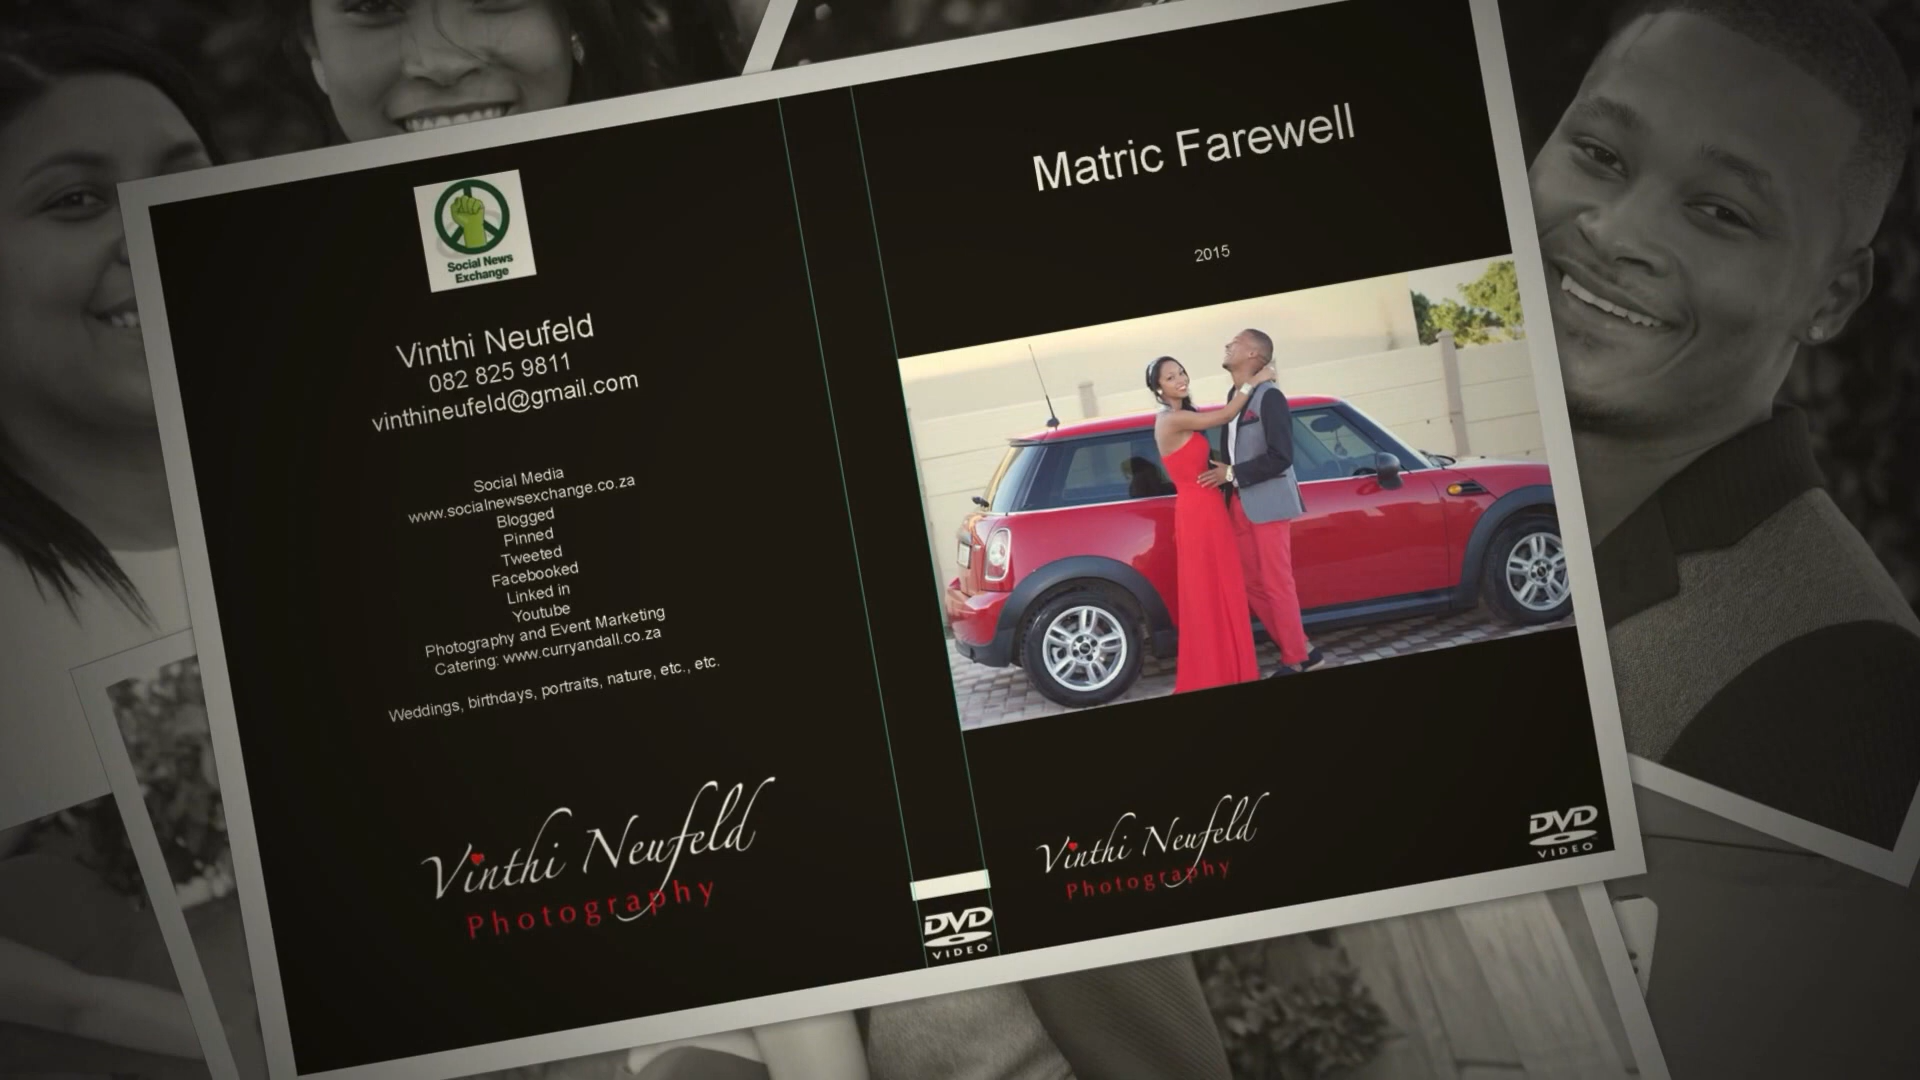 Social News
Exchange
Vinthi Neufeld
082 825 9811
vinthineufeld@gmail.com
Social Media
www.socialnewsexchange.co.za
Blogged
Pinned
Tweeted
Facebooked
Linked in
Youtube
Photography and Event Marketing
Catering: www.curryandall.co.za
Weddings, birthdays, portraits, nature, etc., etc.
Vinthi Neufeld
Photography
DVD
VIDEO
Matric Farewell
2015
Vinthi Neufeld
Photography
DVD
VIDEO